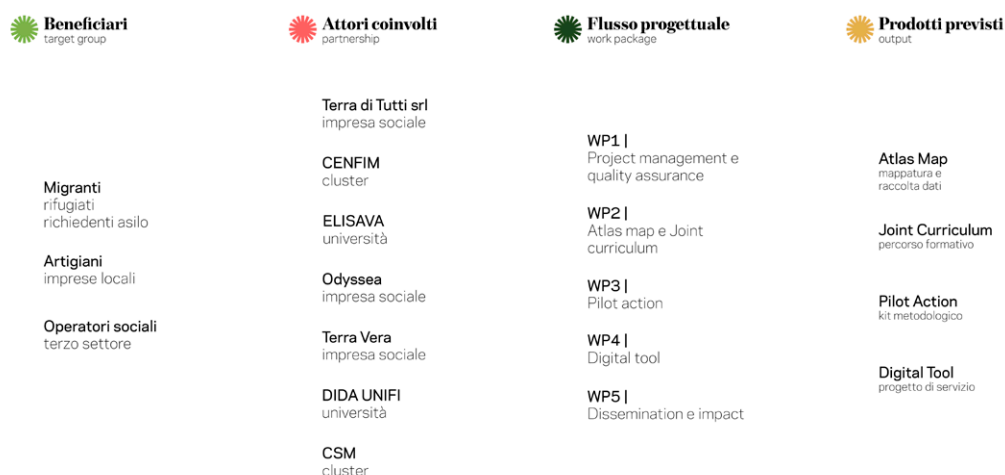 Beneficiari
target group
Migranti
rifugiati
richiedenti asilo
Artigiani
imprese locali
Operatori sociali
terzo settore
Attori coinvolti
partnership
Terra di Tutti srl
impresa sociale
CENFIM
cluster
ELISAVA
università
Odyssea
impresa sociale
Terra Vera
impresa sociale
DIDA UNIFI
università
CSM
cluster
Flusso progettuale
work package
WP1 |
Project management e
quality assurance
WP2 |
Atlas map e Joint
curriculum
WP3 |
Pilot action
WP4 |
Digital tool
WP5 |
Dissemination e impact
Prodotti previsti
output
Atlas Map
mappatura e
raccolta dati
Joint Curriculum
percorso formativo
Pilot Action
kit metodologico
Digital Tool
progetto di servizio